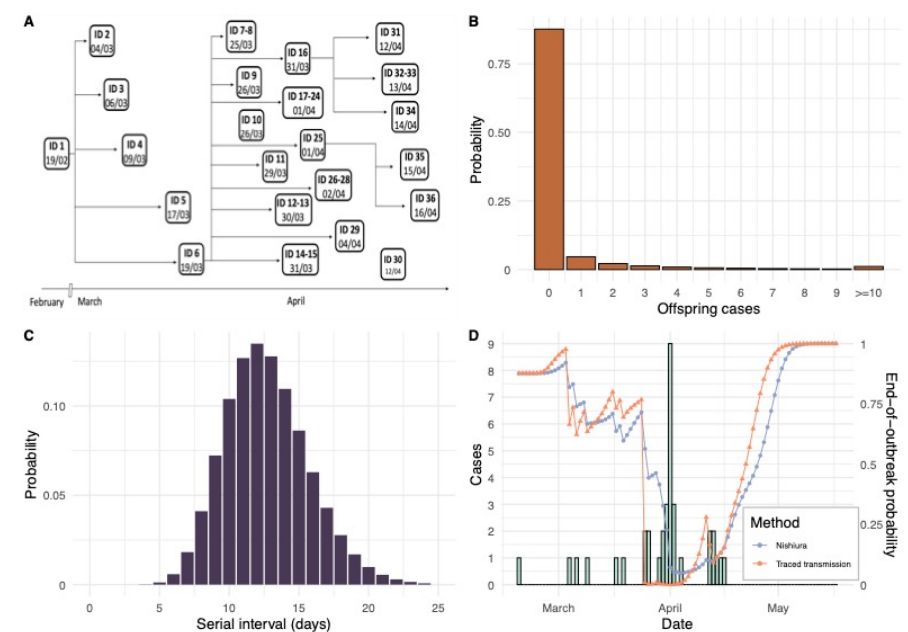 A
ID 1
19/02
ID 2
04/03
ID 3
06/03
ID 4
09/03
ID 5
17/03
ID 6
19/03
ID 7-8
25/03
ID 9
26/03
ID 10
26/03
ID 11
29/03
ID 12-13
30/03
ID 14-15
31/03
ID 16
31/03
ID 17-24
01/04
ID 25
01/04
ID 26-28
02/04
ID 29
04/04
ID 30
12/04
ID 31
12/04
ID 32-33
13/04
ID 34
14/04
ID 35
15/04
ID 36
16/04
February March April
B
Probability
0.75
0.50
0.25
0
0 1 2 3 4 5 6 7 8 9 >=10
Offspring cases
C
Probability
0.10
0.05
0
0 5 10 15 20 25
Serial interval (days)
D
Cases
9
8
7
6
5
4
3
2
1
0
1
0.75
0.5
0.25
0
End-of-outbreak probability
Method
Nishiura
Traced transmission
March April May
Date